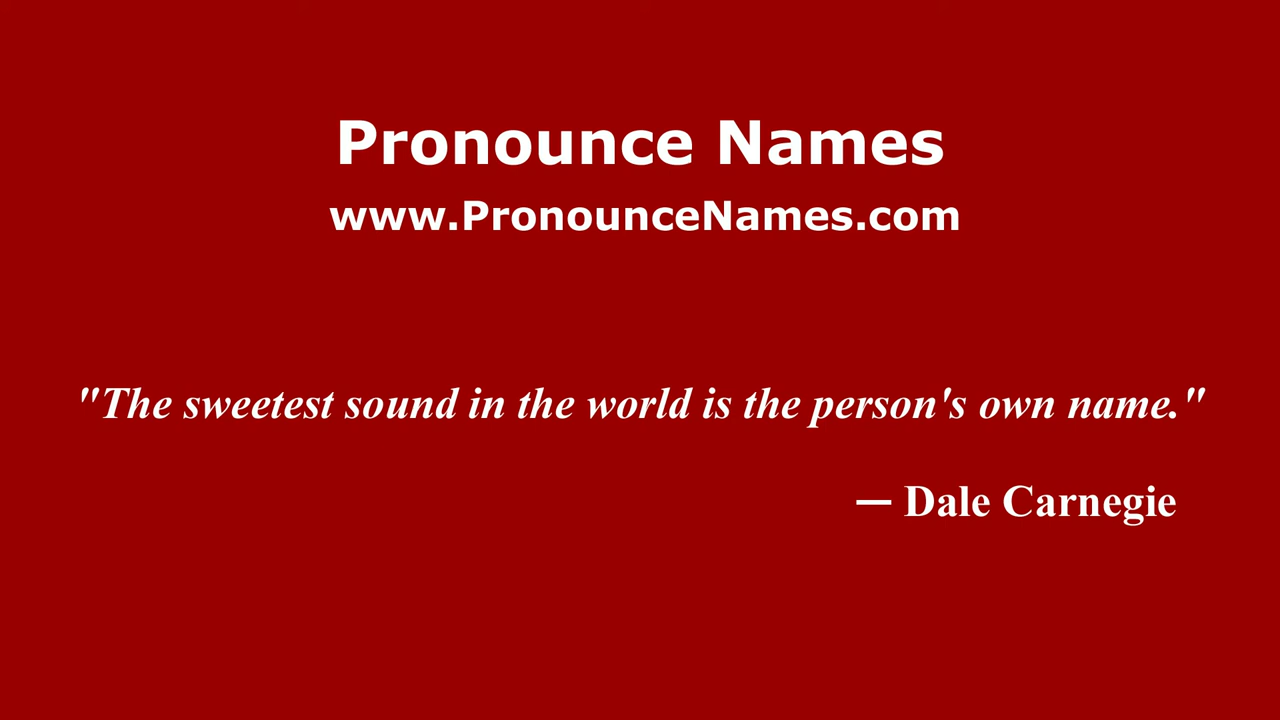 Pronounce Names
www.PronounceNames.com
"The sweetest sound in the world is the person's own name."
— Dale Carnegie